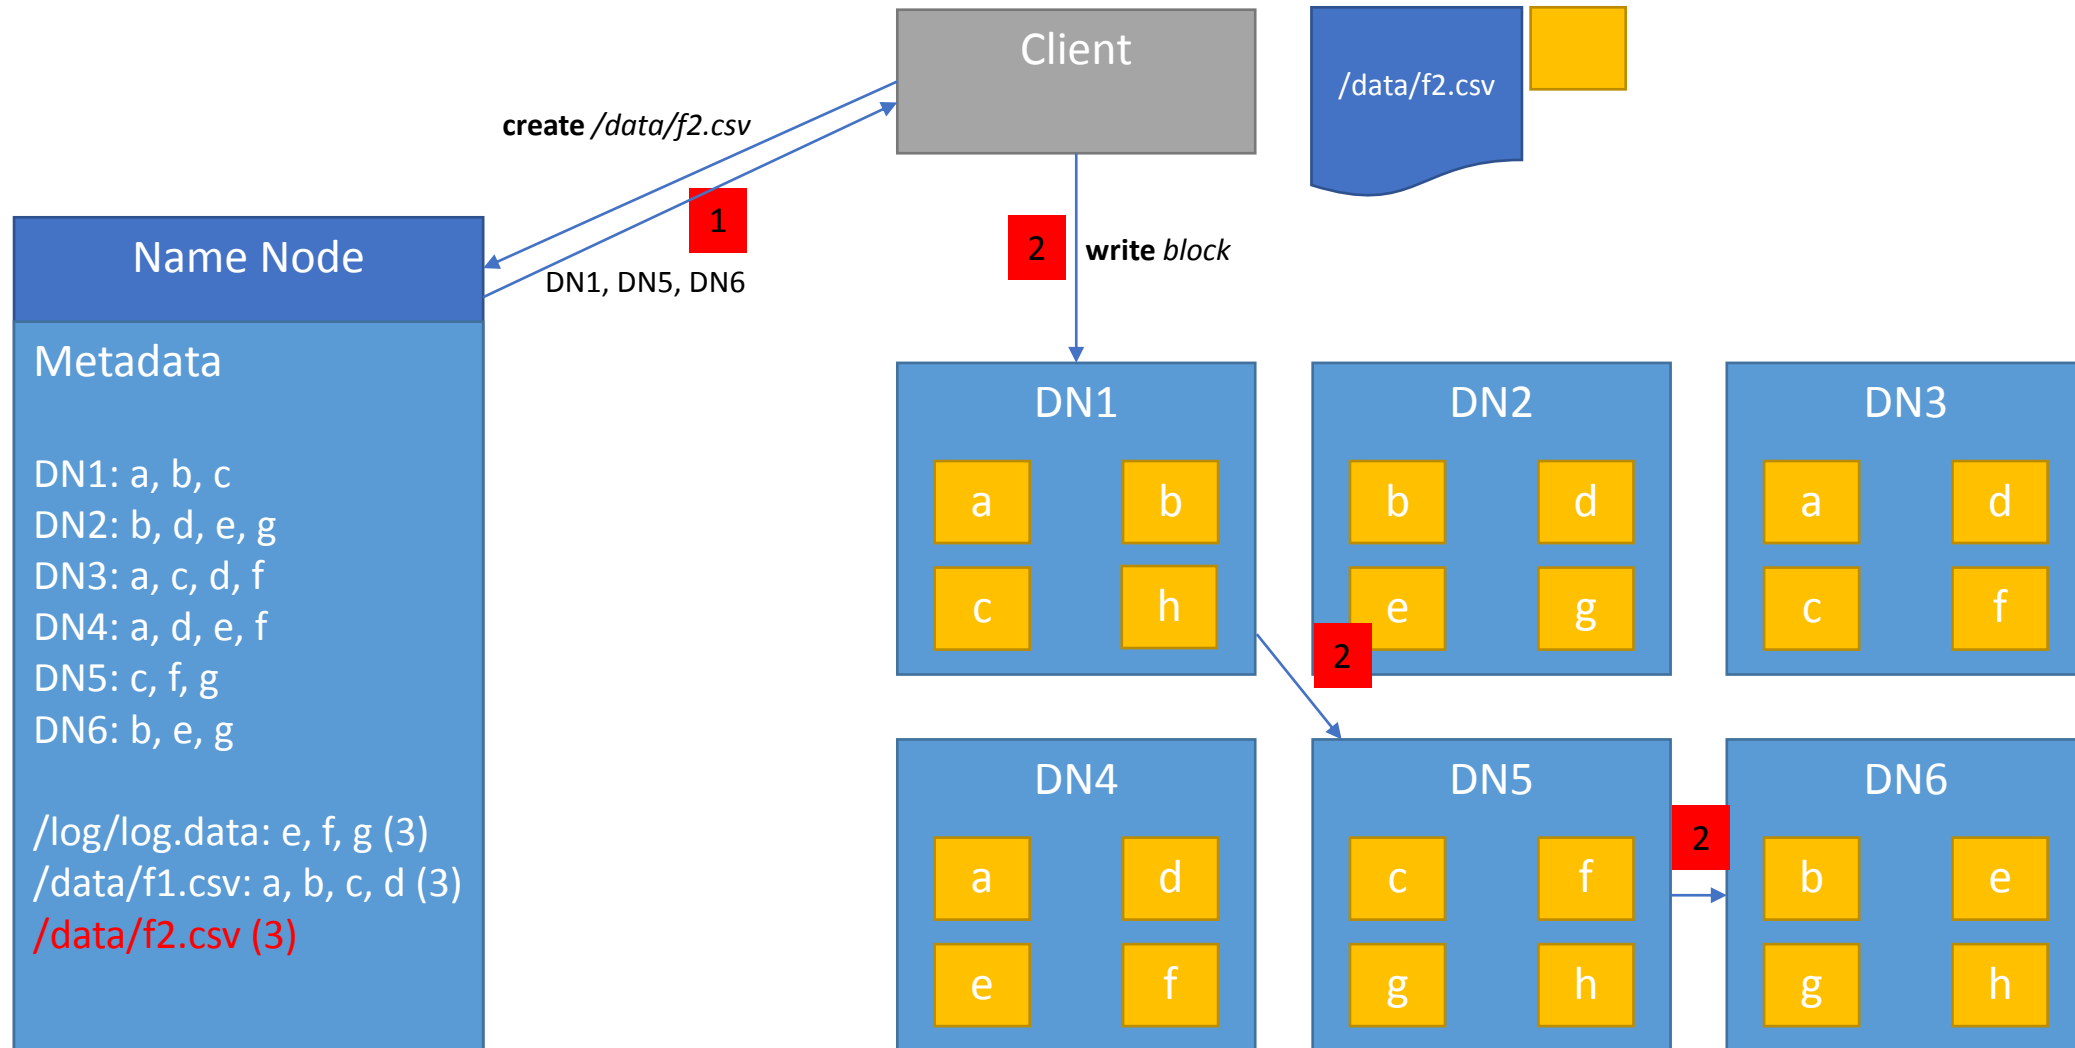 Client
/data/f2.csv
create /data/f2.csv
1
DN1, DN5, DN6
2
write block
Name Node
Metadata
DN1: a, b, c
DN2: b, d, e, g
DN3: a, c, d, f
DN4: a, d, e, f
DN5: c, f, g
DN6: b, e, g
/log/log.data: e, f, g (3)
/data/f1.csv: a, b, c, d (3)
/data/f2.csv (3)
DN1
a b
c h
DN2
b d
e g
DN3
a d
c f
2
DN4
a d
e f
DN5
c f
g h
2
DN6
b e
g h